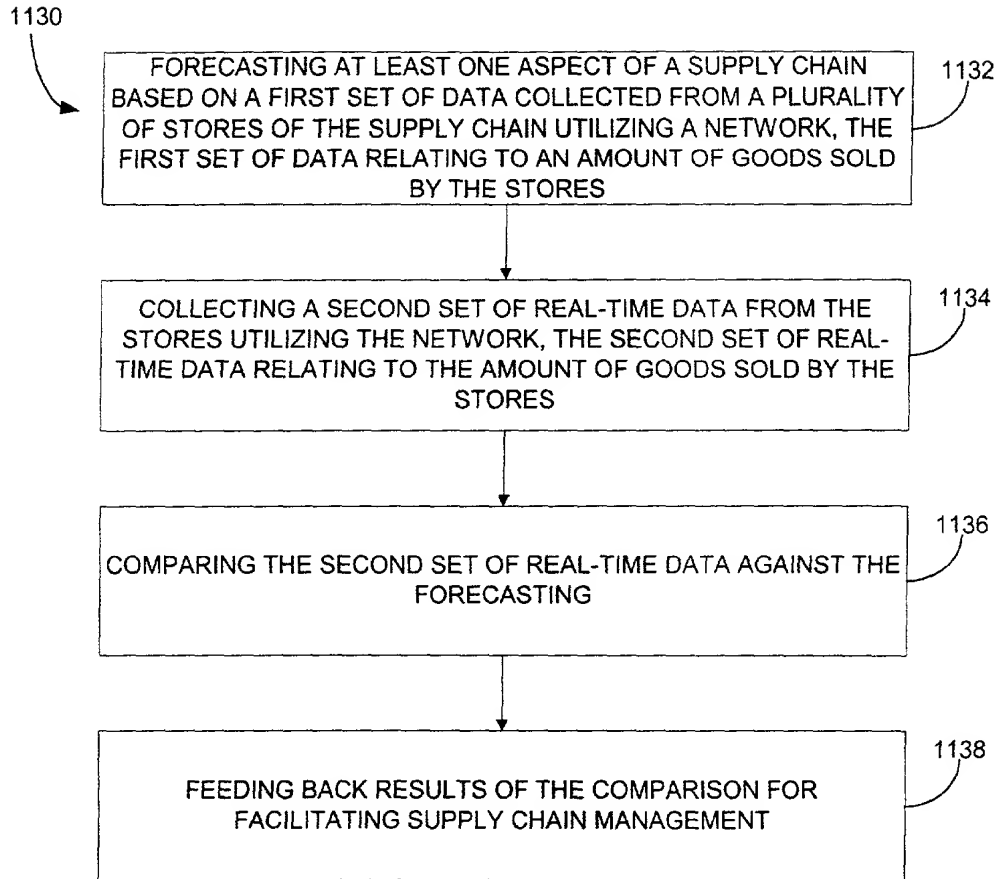 1130
FORECASTING AT LEAST ONE ASPECT OF A SUPPLY CHAIN
BASED ON A FIRST SET OF DATA COLLECTED FROM A PLURALITY
OF STORES OF THE SUPPLY CHAIN UTILIZING A NETWORK, THE
FIRST SET OF DATA RELATING TO AN AMOUNT OF GOODS SOLD
BY THE STORES
1132
COLLECTING A SECOND SET OF REAL-TIME DATA FROM THE
STORES UTILIZING THE NETWORK, THE SECOND SET OF REAL-
TIME DATA RELATING TO THE AMOUNT OF GOODS SOLD BY THE
STORES
1134
COMPARING THE SECOND SET OF REAL-TIME DATA AGAINST THE
FORECASTING
1136
FEEDING BACK RESULTS OF THE COMPARISON FOR
FACILITATING SUPPLY CHAIN MANAGEMENT
1138